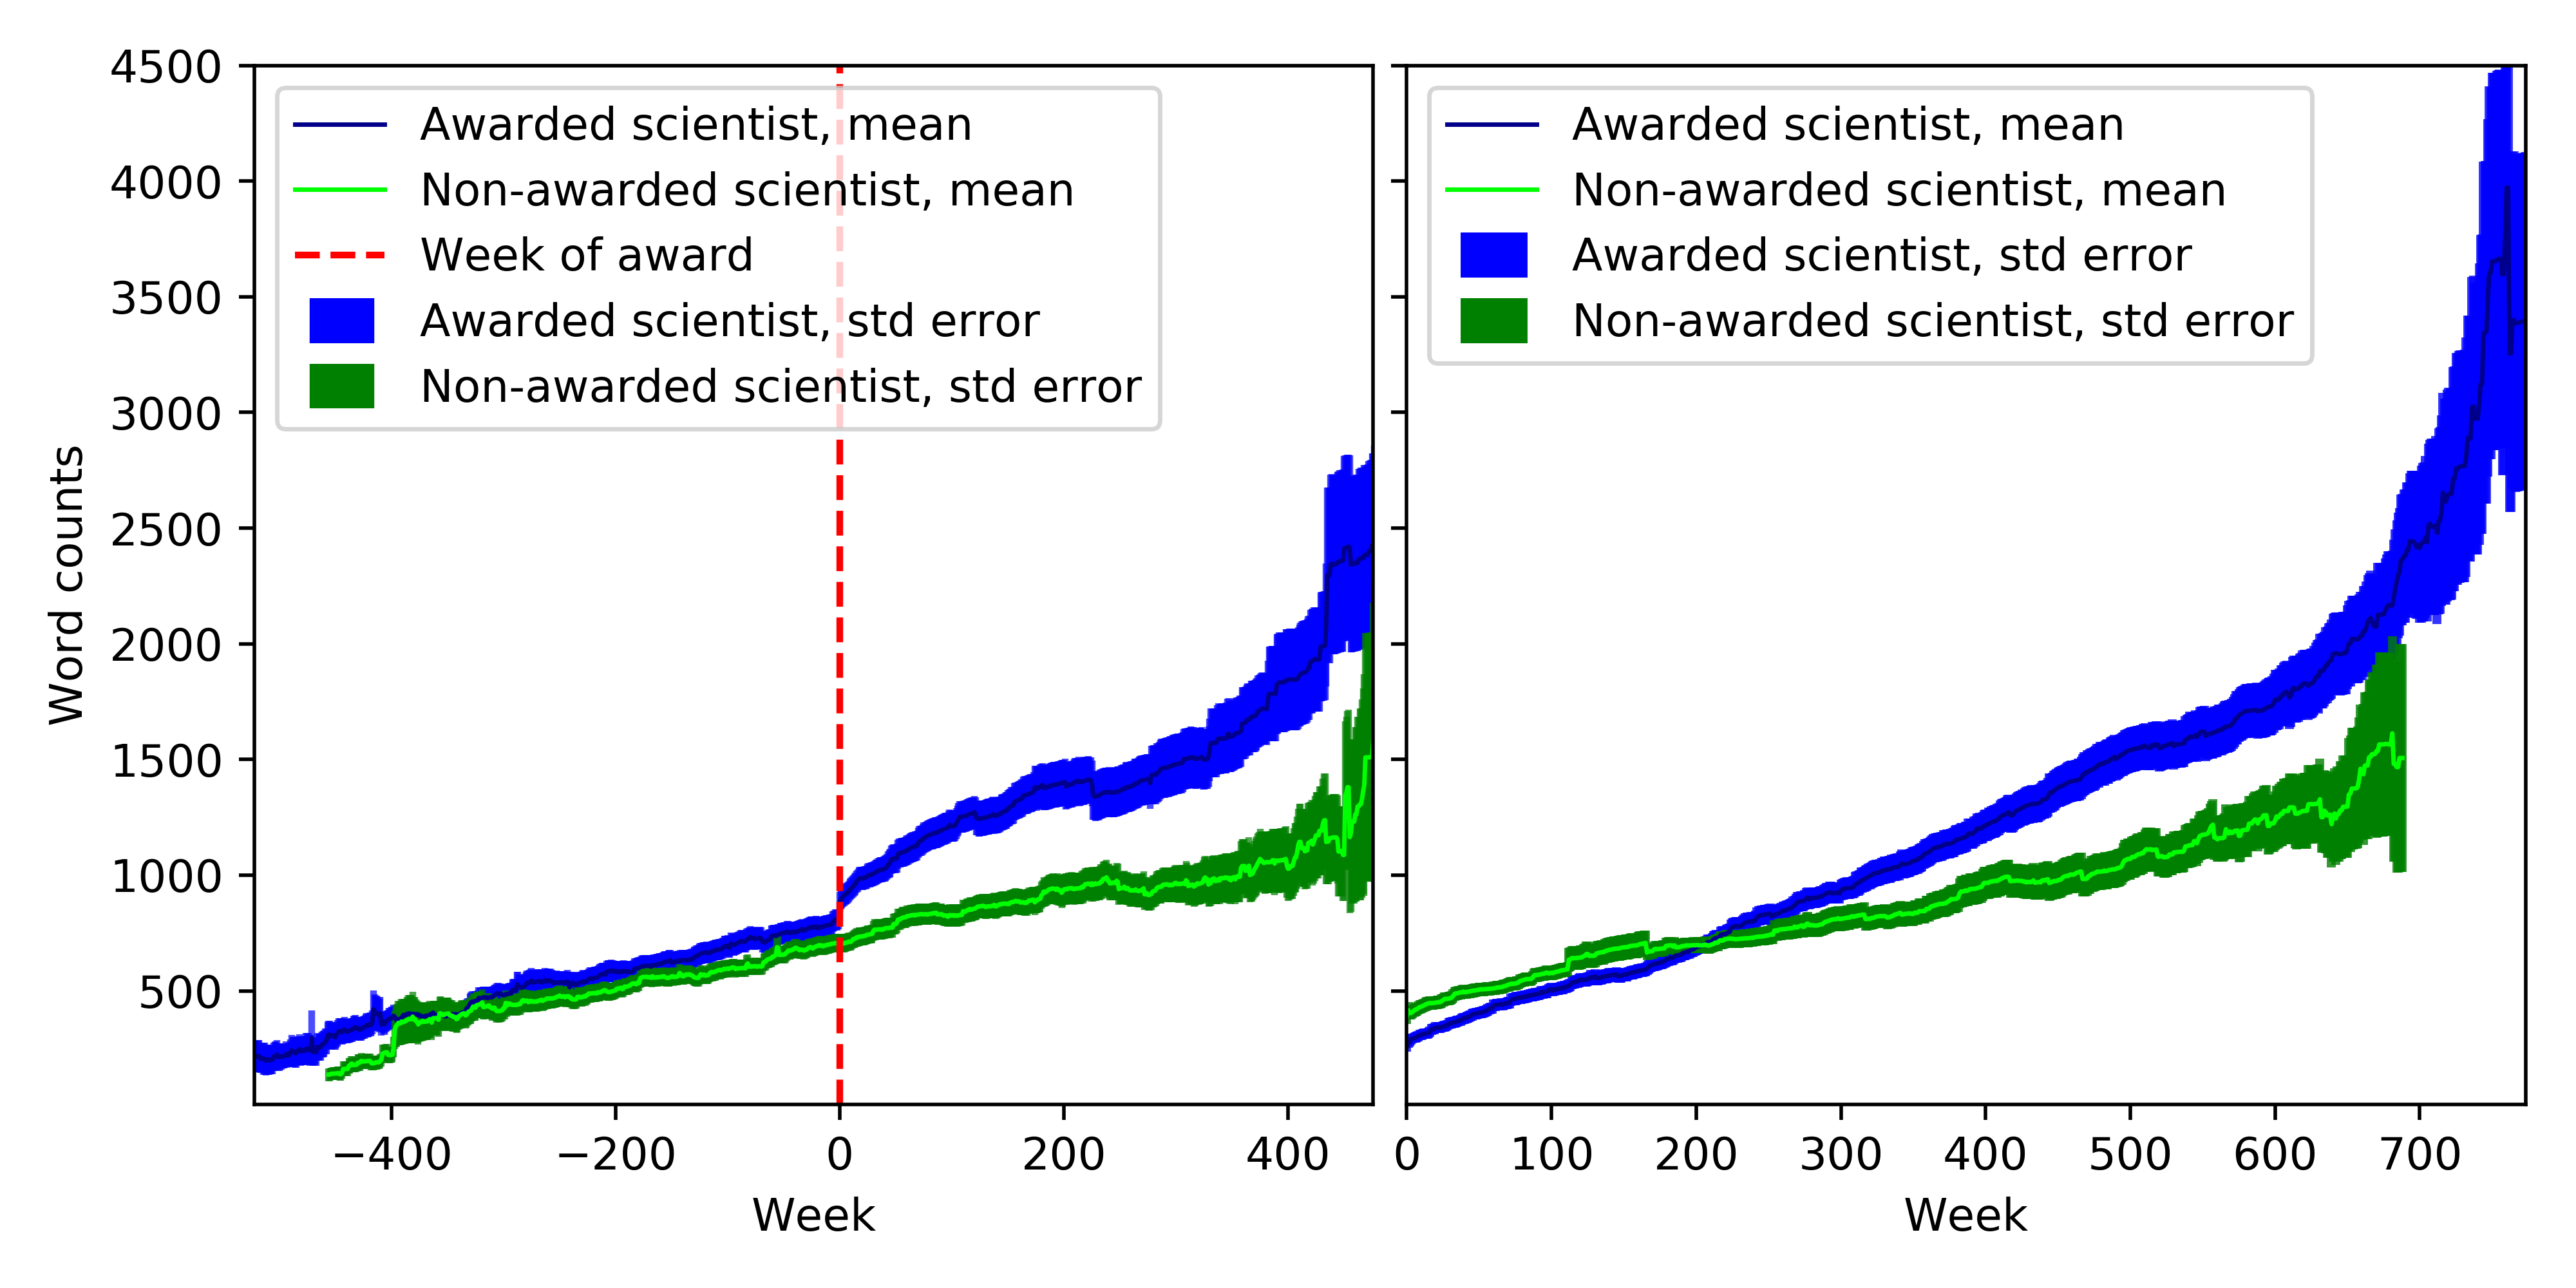 4500
4000
3500
3000
2500
2000
1500
1000
500
Word counts
Awarded scientist, mean
Non-awarded scientist, mean
Week of award
Awarded scientist, std error
Non-awarded scientist, std error
−400 −200 0 200 400
Week
Awarded scientist, mean
Non-awarded scientist, mean
Awarded scientist, std error
Non-awarded scientist, std error
0 100 200 300 400 500 600 700
Week